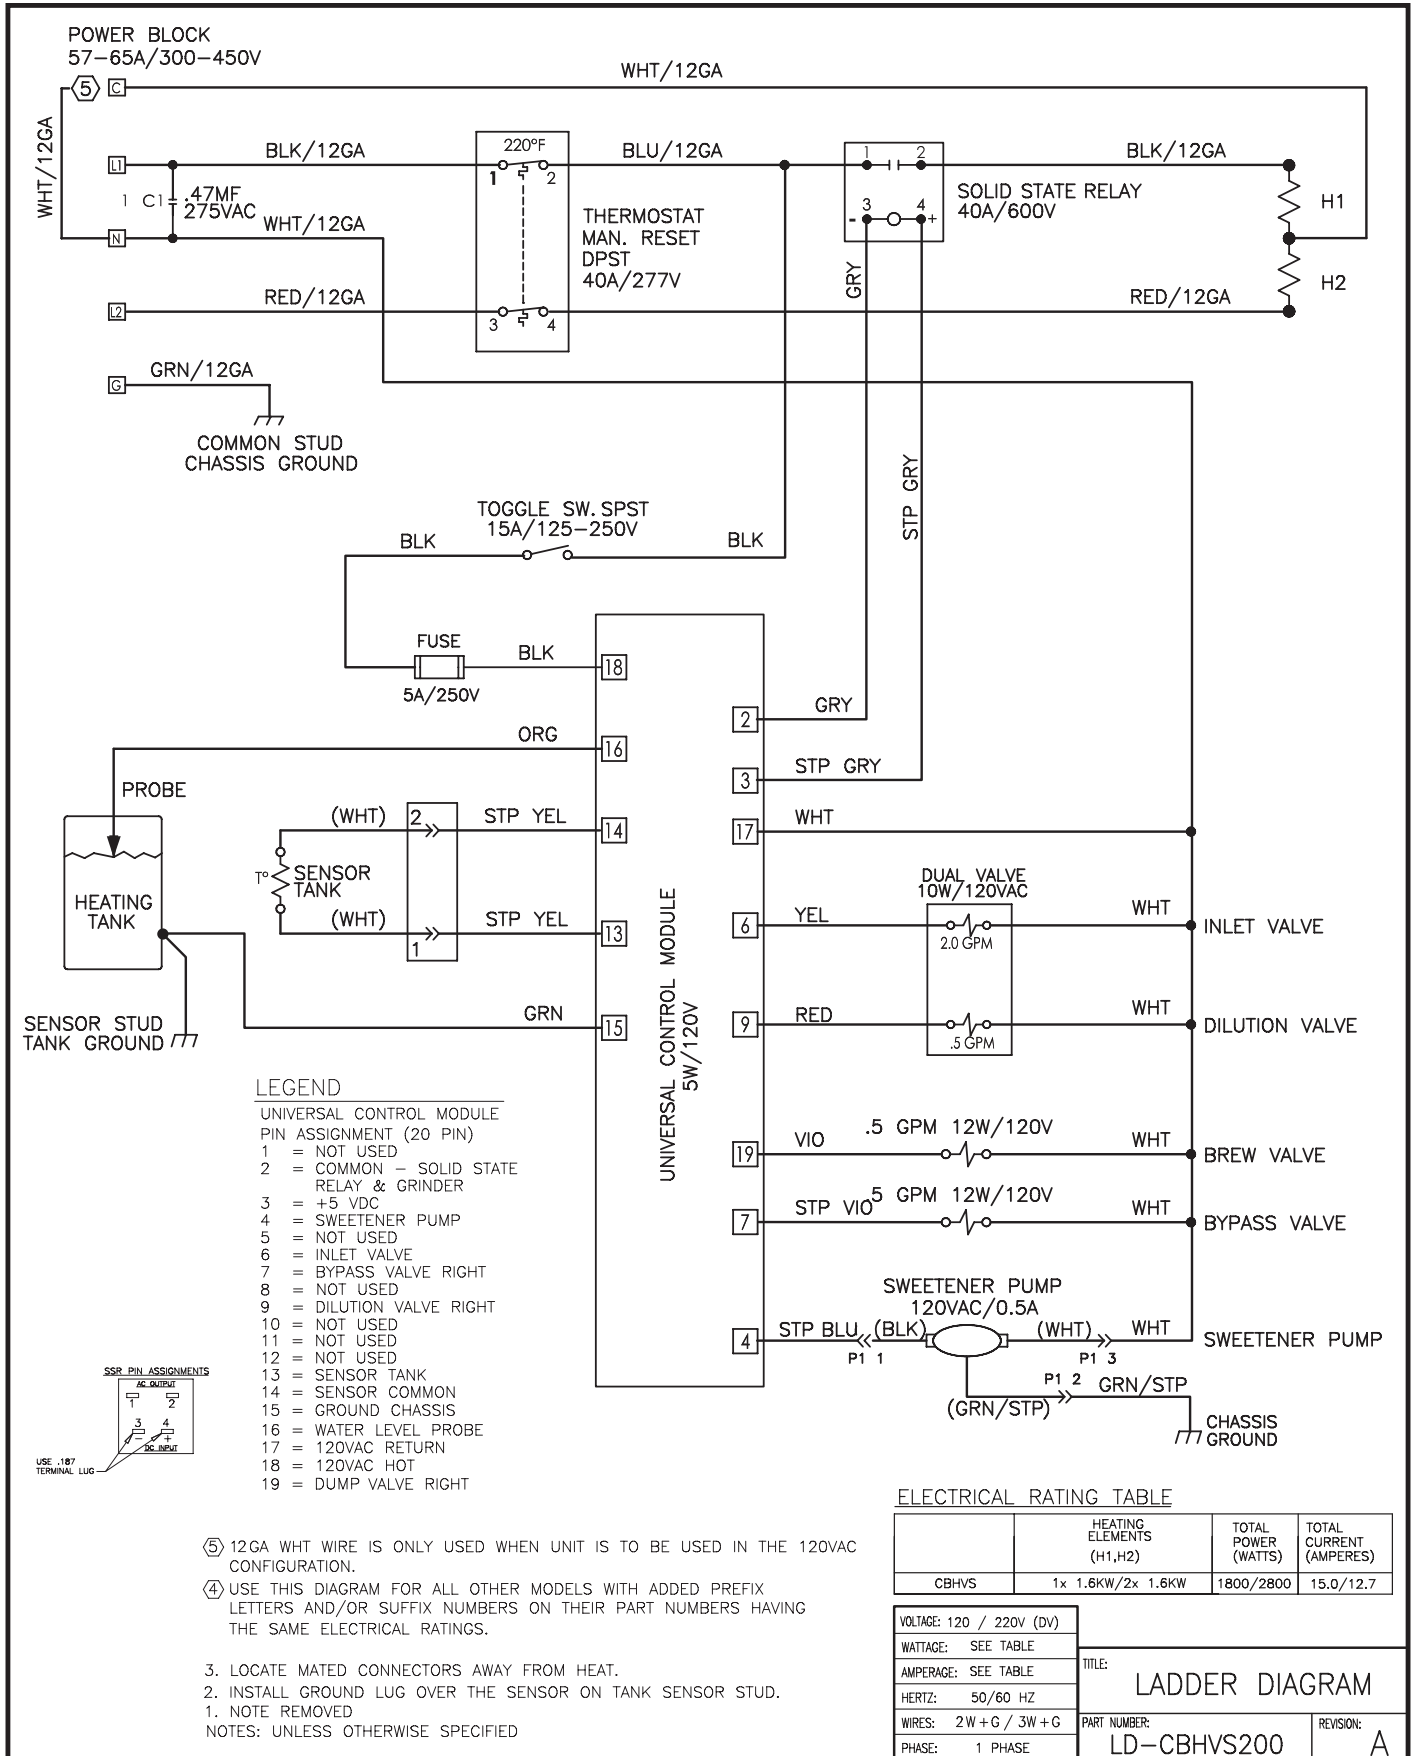 POWER BLOCK
57-65A/300-450V
5
C
WHT/12GA
WHT/12GA
L1
BLK/12GA
220°F
1
2
BLU/12GA
1
2
BLK/12GA
1 C1
.47MF
275VAC
N
WHT/12GA
THERMOSTAT
MAN. RESET
DPST
40A/277V
3
4
-
+
SOLID STATE RELAY
40A/600V
H1
H2
L2
RED/12GA
3
4
GRY
RED/12GA
G
GRN/12GA
COMMON STUD
CHASSIS GROUND
STP GRY
TOGGLE SW. SPST
15A/125-250V
BLK
BLK
FUSE
5A/250V
BLK
18
2
GRY
ORG
16
3
STP GRY
PROBE
(WHT)
2
STP YEL
14
17
WHT
T°
SENSOR
TANK
HEATING
TANK
(WHT)
1
STP YEL
13
UNIVERSAL CONTROL MODULE
5W/120V
DUAL VALVE
10W/120VAC
6
YEL
2.0 GPM
WHT
INLET VALVE
SENSOR STUD
TANK GROUND
GRN
15
9
RED
.5 GPM
WHT
DILUTION VALVE
19
VIO
.5 GPM 12W/120V
WHT
BREW VALVE
7
STP VIO
.5 GPM 12W/120V
WHT
BYPASS VALVE
SWEETENER PUMP
120VAC/0.5A
4
STP BLU
(BLK)
(WHT)
WHT
SWEETENER PUMP
P1 1
P1 3
P1 2
GRN/STP
(GRN/STP)
CHASSIS
GROUND
LEGEND
UNIVERSAL CONTROL MODULE
PIN ASSIGNMENT (20 PIN)
1 = NOT USED
2 = COMMON - SOLID STATE
RELAY & GRINDER
3 = +5 VDC
4 = SWEETENER PUMP
5 = NOT USED
6 = INLET VALVE
7 = BYPASS VALVE RIGHT
8 = NOT USED
9 = DILUTION VALVE RIGHT
10 = NOT USED
11 = NOT USED
12 = NOT USED
13 = SENSOR TANK
14 = SENSOR COMMON
15 = GROUND CHASSIS
16 = WATER LEVEL PROBE
17 = 120VAC RETURN
18 = 120VAC HOT
19 = DUMP VALVE RIGHT
SSR PIN ASSIGNMENTS
AC OUTPUT
1
2
3
4
-
+
DC INPUT
USE .187
TERMINAL LUG
5 12GA WHT WIRE IS ONLY USED WHEN UNIT IS TO BE USED IN THE 120VAC
CONFIGURATION.
4 USE THIS DIAGRAM FOR ALL OTHER MODELS WITH ADDED PREFIX
LETTERS AND/OR SUFFIX NUMBERS ON THEIR PART NUMBERS HAVING
THE SAME ELECTRICAL RATINGS.
3. LOCATE MATED CONNECTORS AWAY FROM HEAT.
2. INSTALL GROUND LUG OVER THE SENSOR ON TANK SENSOR STUD.
1. NOTE REMOVED
NOTES: UNLESS OTHERWISE SPECIFIED
ELECTRICAL RATING TABLE
HEATING
ELEMENTS
(H1,H2)
TOTAL
POWER
(WATTS)
TOTAL
CURRENT
(AMPERES)
CBHVS
1x 1.6KW/2x 1.6KW
1800/2800
15.0/12.7
VOLTAGE: 120 / 220V (DV)
WATTAGE: SEE TABLE
AMPERAGE: SEE TABLE
HERTZ: 50/60 HZ
WIRES: 2W+G / 3W+G
PHASE: 1 PHASE
TITLE:
LADDER DIAGRAM
PART NUMBER:
LD-CBHVS200
REVISION:
A